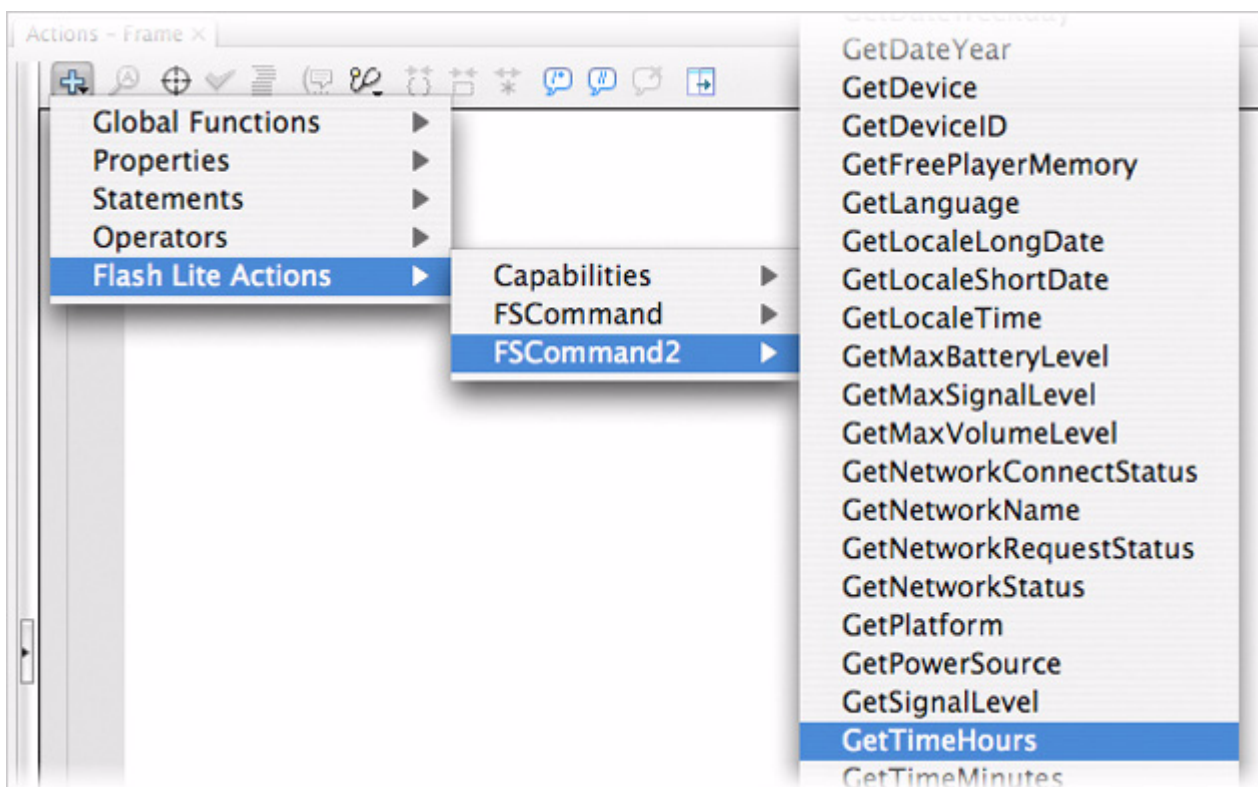 Actions – Frame ×
Global Functions
Properties
Statements
Operators
Flash Lite Actions
Capabilities
FSCommand
FSCommand2
GetDateWeekday
GetDateYear
GetDevice
GetDeviceID
GetFreePlayerMemory
GetLanguage
GetLocaleLongDate
GetLocaleShortDate
GetLocaleTime
GetMaxBatteryLevel
GetMaxSignalLevel
GetMaxVolumeLevel
GetNetworkConnectStatus
GetNetworkName
GetNetworkRequestStatus
GetNetworkStatus
GetPlatform
GetPowerSource
GetSignalLevel
GetTimeHours
GetTimeMinutes